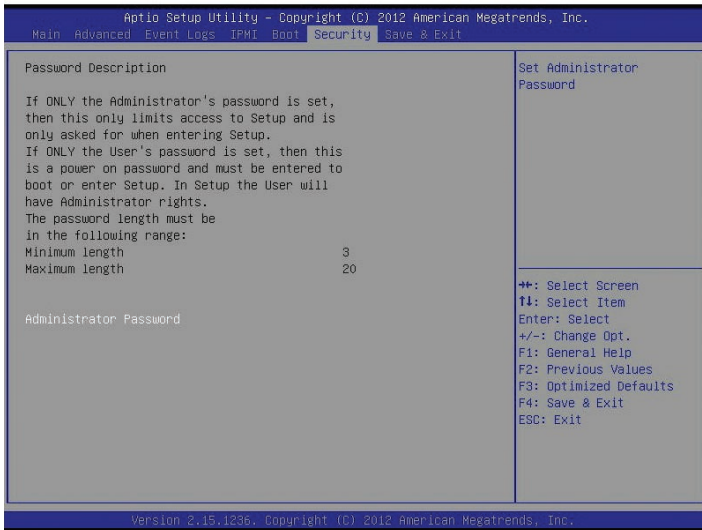 Aptio Setup Utility – Copyright (C) 2012 American Megatrends, Inc.
Main Advanced Event Logs IPMI Boot Security Save & Exit
Password Description
If ONLY the Administrator's password is set,
then this only limits access to Setup and is
only asked for when entering Setup.
If ONLY the User's password is set, then this
is a power on password and must be entered to
boot or enter Setup. In Setup the User will
have Administrator rights.
The password length must be
in the following range:
Minimum length 3
Maximum length 20
Administrator Password
Set Administrator
Password
→←: Select Screen
↑↓: Select Item
Enter: Select
+/-: Change Opt.
F1: General Help
F2: Previous Values
F3: Optimized Defaults
F4: Save & Exit
ESC: Exit
Version 2.15.1236. Copyright (C) 2012 American Megatrends, Inc.